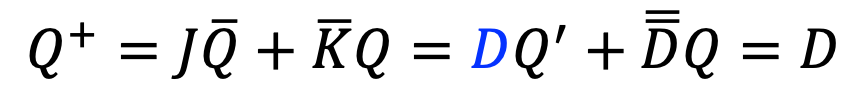 Q⁺ = JQ̅ + K̅Q = DQ′ + D̿Q = D